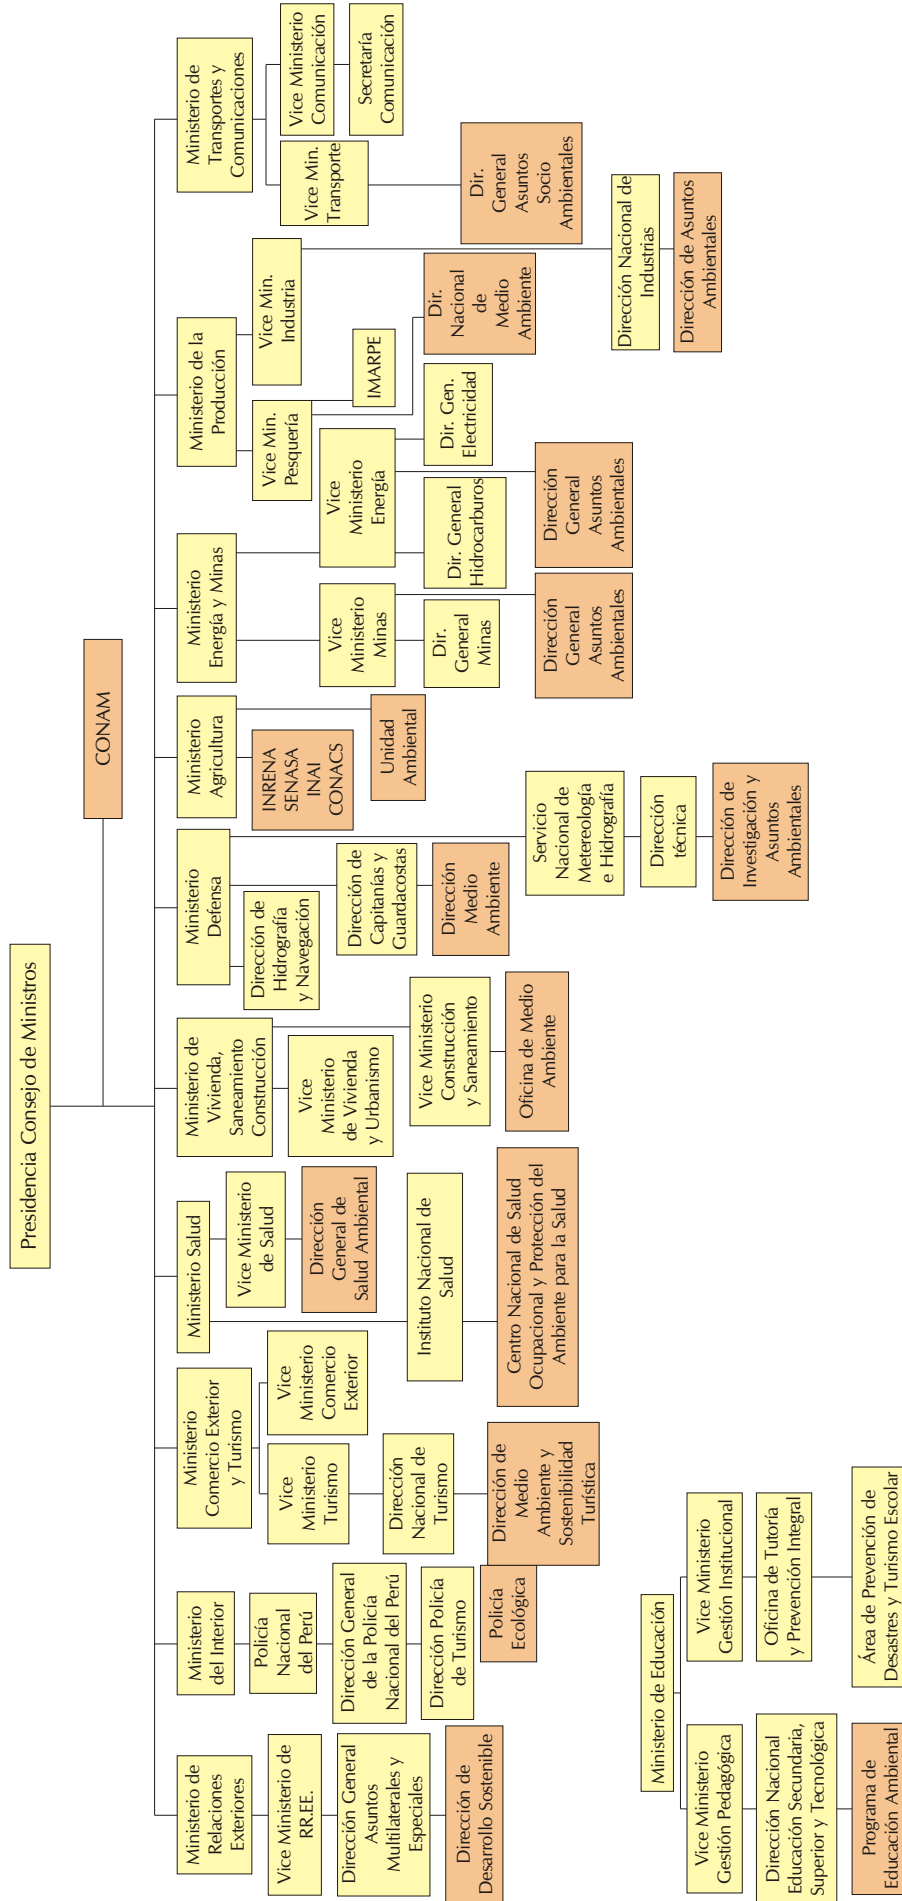 Presidencia Consejo de Ministros
CONAM
Ministerio de
Relaciones
Exteriores
Vice Ministerio de
RR.EE.
Dirección General
Asuntos
Multilaterales y
Especiales
Dirección de
Desarrollo Sostenible
Ministerio
del Interior
Policía
Nacional
del Perú
Dirección General
de la Policía
Nacional del Perú
Dirección Policía
de Turismo
Policía
Ecológica
Ministerio
Comercio Exterior
y Turismo
Vice
Ministerio
Turismo
Vice
Ministerio
Comercio
Exterior
Dirección
Nacional de
Turismo
Dirección de
Medio
Ambiente y
Sostenibilidad
Turística
Ministerio Salud
Vice Ministerio
de Salud
Dirección
General de
Salud Ambiental
Instituto Nacional de
Salud
Centro Nacional de Salud
Ocupacional y Protección del
Ambiente para la Salud
Ministerio de
Vivienda,
Saneamiento
Construcción
Vice
Ministerio
de Vivienda
y Urbanismo
Vice Ministerio
Construcción
y Saneamiento
Oficina de Medio
Ambiente
Ministerio
Defensa
Dirección de
Hidrografía
y Navegación
Dirección de
Capitanías y
Guardacostas
Dirección
Medio
Ambiente
Servicio
Nacional de
Metereología
e Hidrografía
Dirección
técnica
Dirección de
Investigación y
Asuntos
Ambientales
Ministerio
Agricultura
INRENA
SENASA
INAI
CONACS
Unidad
Ambiental
Ministerio
Energía y Minas
Vice
Ministerio
Minas
Dir.
General
Minas
Dirección
General
Asuntos
Ambientales
Vice
Ministerio
Energía
Dir. General
Hidrocarburos
Dir. Gen.
Electricidad
Dirección
General
Asuntos
Ambientales
Ministerio de la
Producción
Vice Min.
Pesquería
IMARPE
Dir.
Nacional
de
Medio
Ambiente
Vice Min.
Industria
Dirección Nacional de
Industrias
Dirección de Asuntos
Ambientales
Ministerio de
Transportes y
Comunicaciones
Vice Min.
Transporte
Dir.
General
Asuntos
Socio
Ambientales
Vice Ministerio
Comunicación
Secretaría
Comunicación
Ministerio de Educación
Vice Ministerio
Gestión Pedagógica
Dirección Nacional
Educación Secundaria,
Superior y Tecnológica
Programa de
Educación Ambiental
Vice Ministerio
Gestión Institucional
Oficina de Tutoría
y Prevención Integral
Área de Prevención de
Desastres y Turismo Escolar